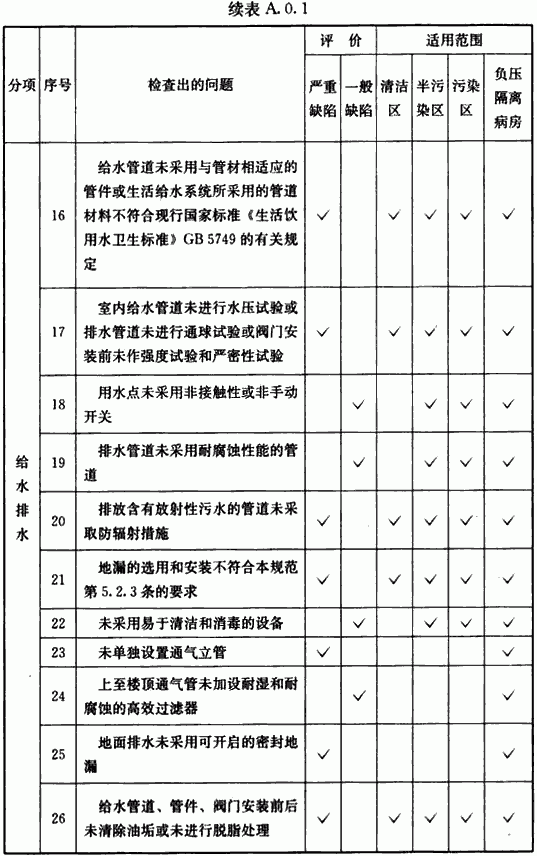 续表 A.0.1
分项 序号 检查出的问题 评 价 适用范围
严重缺陷 一般缺陷 清洁区 半污染区 污染区 负压隔离病房
给水排水
16 给水管道未采用与管材相适应的
管件或生活给水系统所采用的管道
材料不符合现行国家标准《生活饮
用水卫生标准》GB 5749 的有关规
定 ✓ ✓ ✓ ✓ ✓
17 室内给水管道未进行水压试验或
排水管道未进行通球试验或阀门安
装前未作强度试验和严密性试验 ✓ ✓ ✓ ✓ ✓
18 用水点未采用非接触性或非手动
开关 ✓ ✓ ✓ ✓
19 排水管道未采用耐腐蚀性能的管
道 ✓ ✓ ✓ ✓
20 排放含有放射性污水的管道未采
取防辐射措施 ✓ ✓ ✓ ✓ ✓
21 地漏的选用和安装不符合本规范
第 5.2.3 条的要求 ✓ ✓ ✓ ✓ ✓
22 未采用易于清洁和消毒的设备 ✓ ✓ ✓ ✓
23 未单独设置通气立管 ✓ ✓
24 上至楼顶通气管未加设耐湿和耐
腐蚀的高效过滤器 ✓ ✓
25 地面排水未采用可开启的密封地
漏 ✓ ✓
26 给水管道、管件、阀门安装前后
未清除油垢或未进行脱脂处理 ✓ ✓ ✓ ✓ ✓